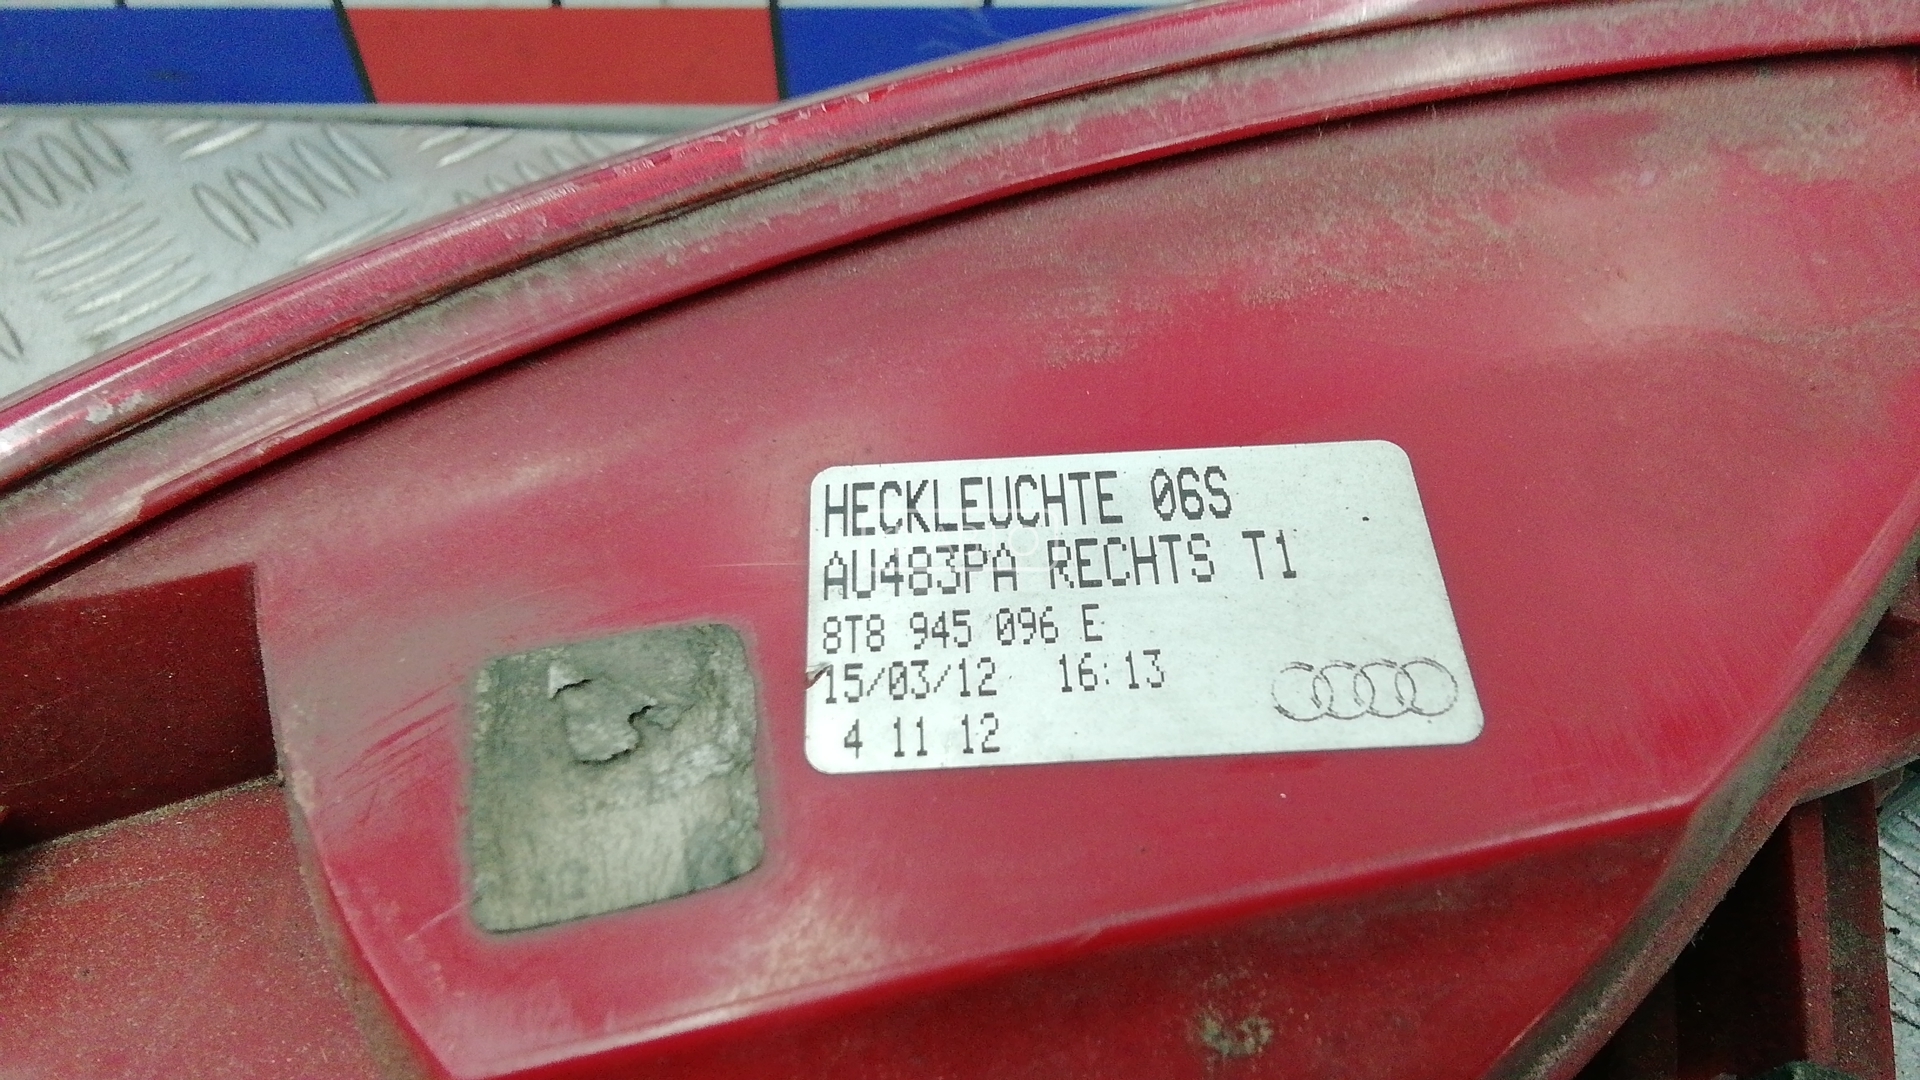 HECKLEUCHTE 06S
AU483PA RECHTS T1
8T8 945 096 E
15/03/12 16:13
4 11 12